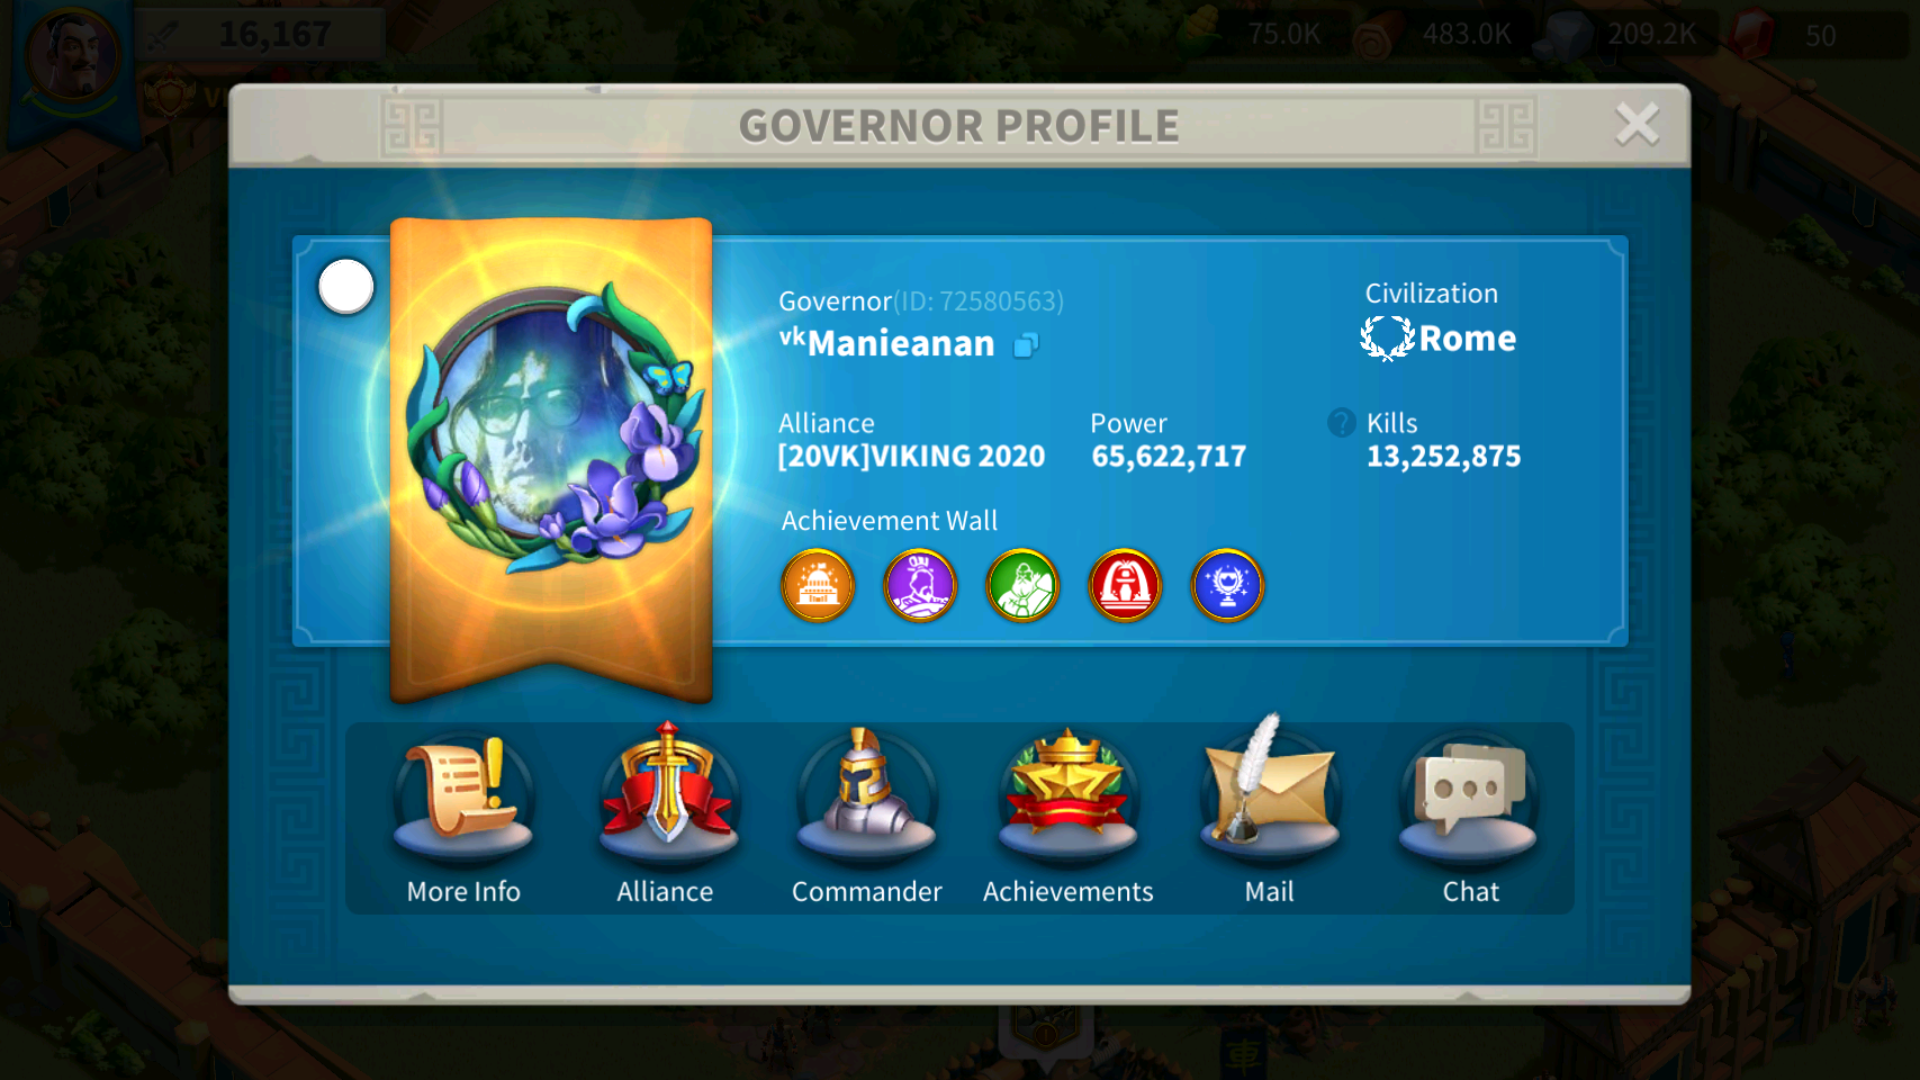 16,167
75.0K
483.0K
209.2K
50
GOVERNOR PROFILE
Governor(ID: 72580563)
ᵛᵏManieanan
Civilization
Rome
Alliance
[20VK]VIKING 2020
Power
65,622,717
? Kills
13,252,875
Achievement Wall
More Info
Alliance
Commander
Achievements
Mail
Chat
車